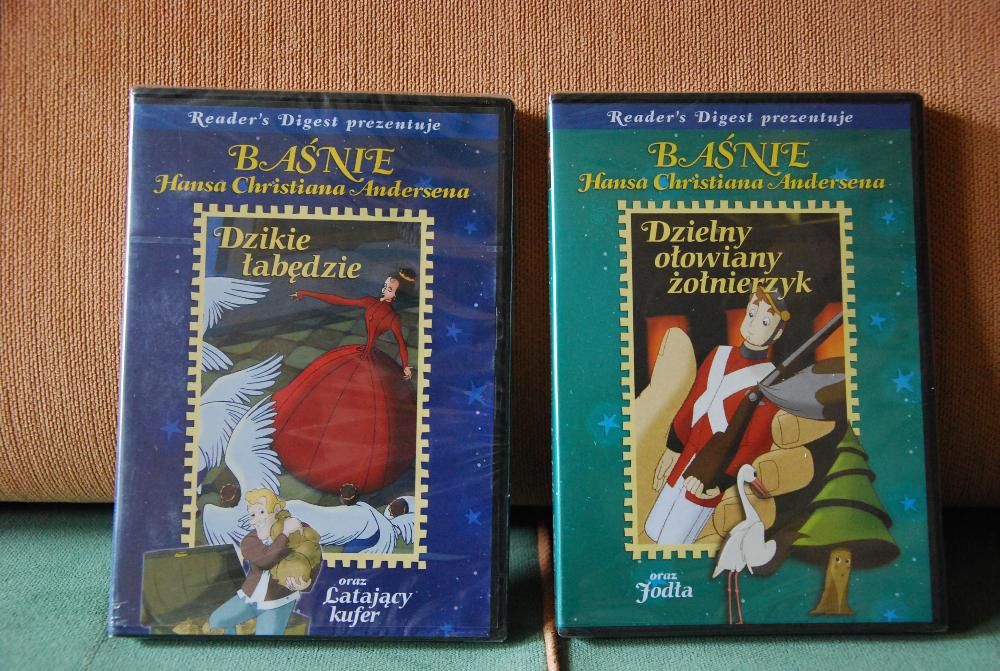 Reader's Digest prezentuje
BAŚNIE
Hansa Christiana Andersena
Dzikie
łabędzie
oraz
Latający
kufer
Reader's Digest prezentuje
BAŚNIE
Hansa Christiana Andersena
Dzielny
ołowiany
żołnierzyk
oraz
Jodła